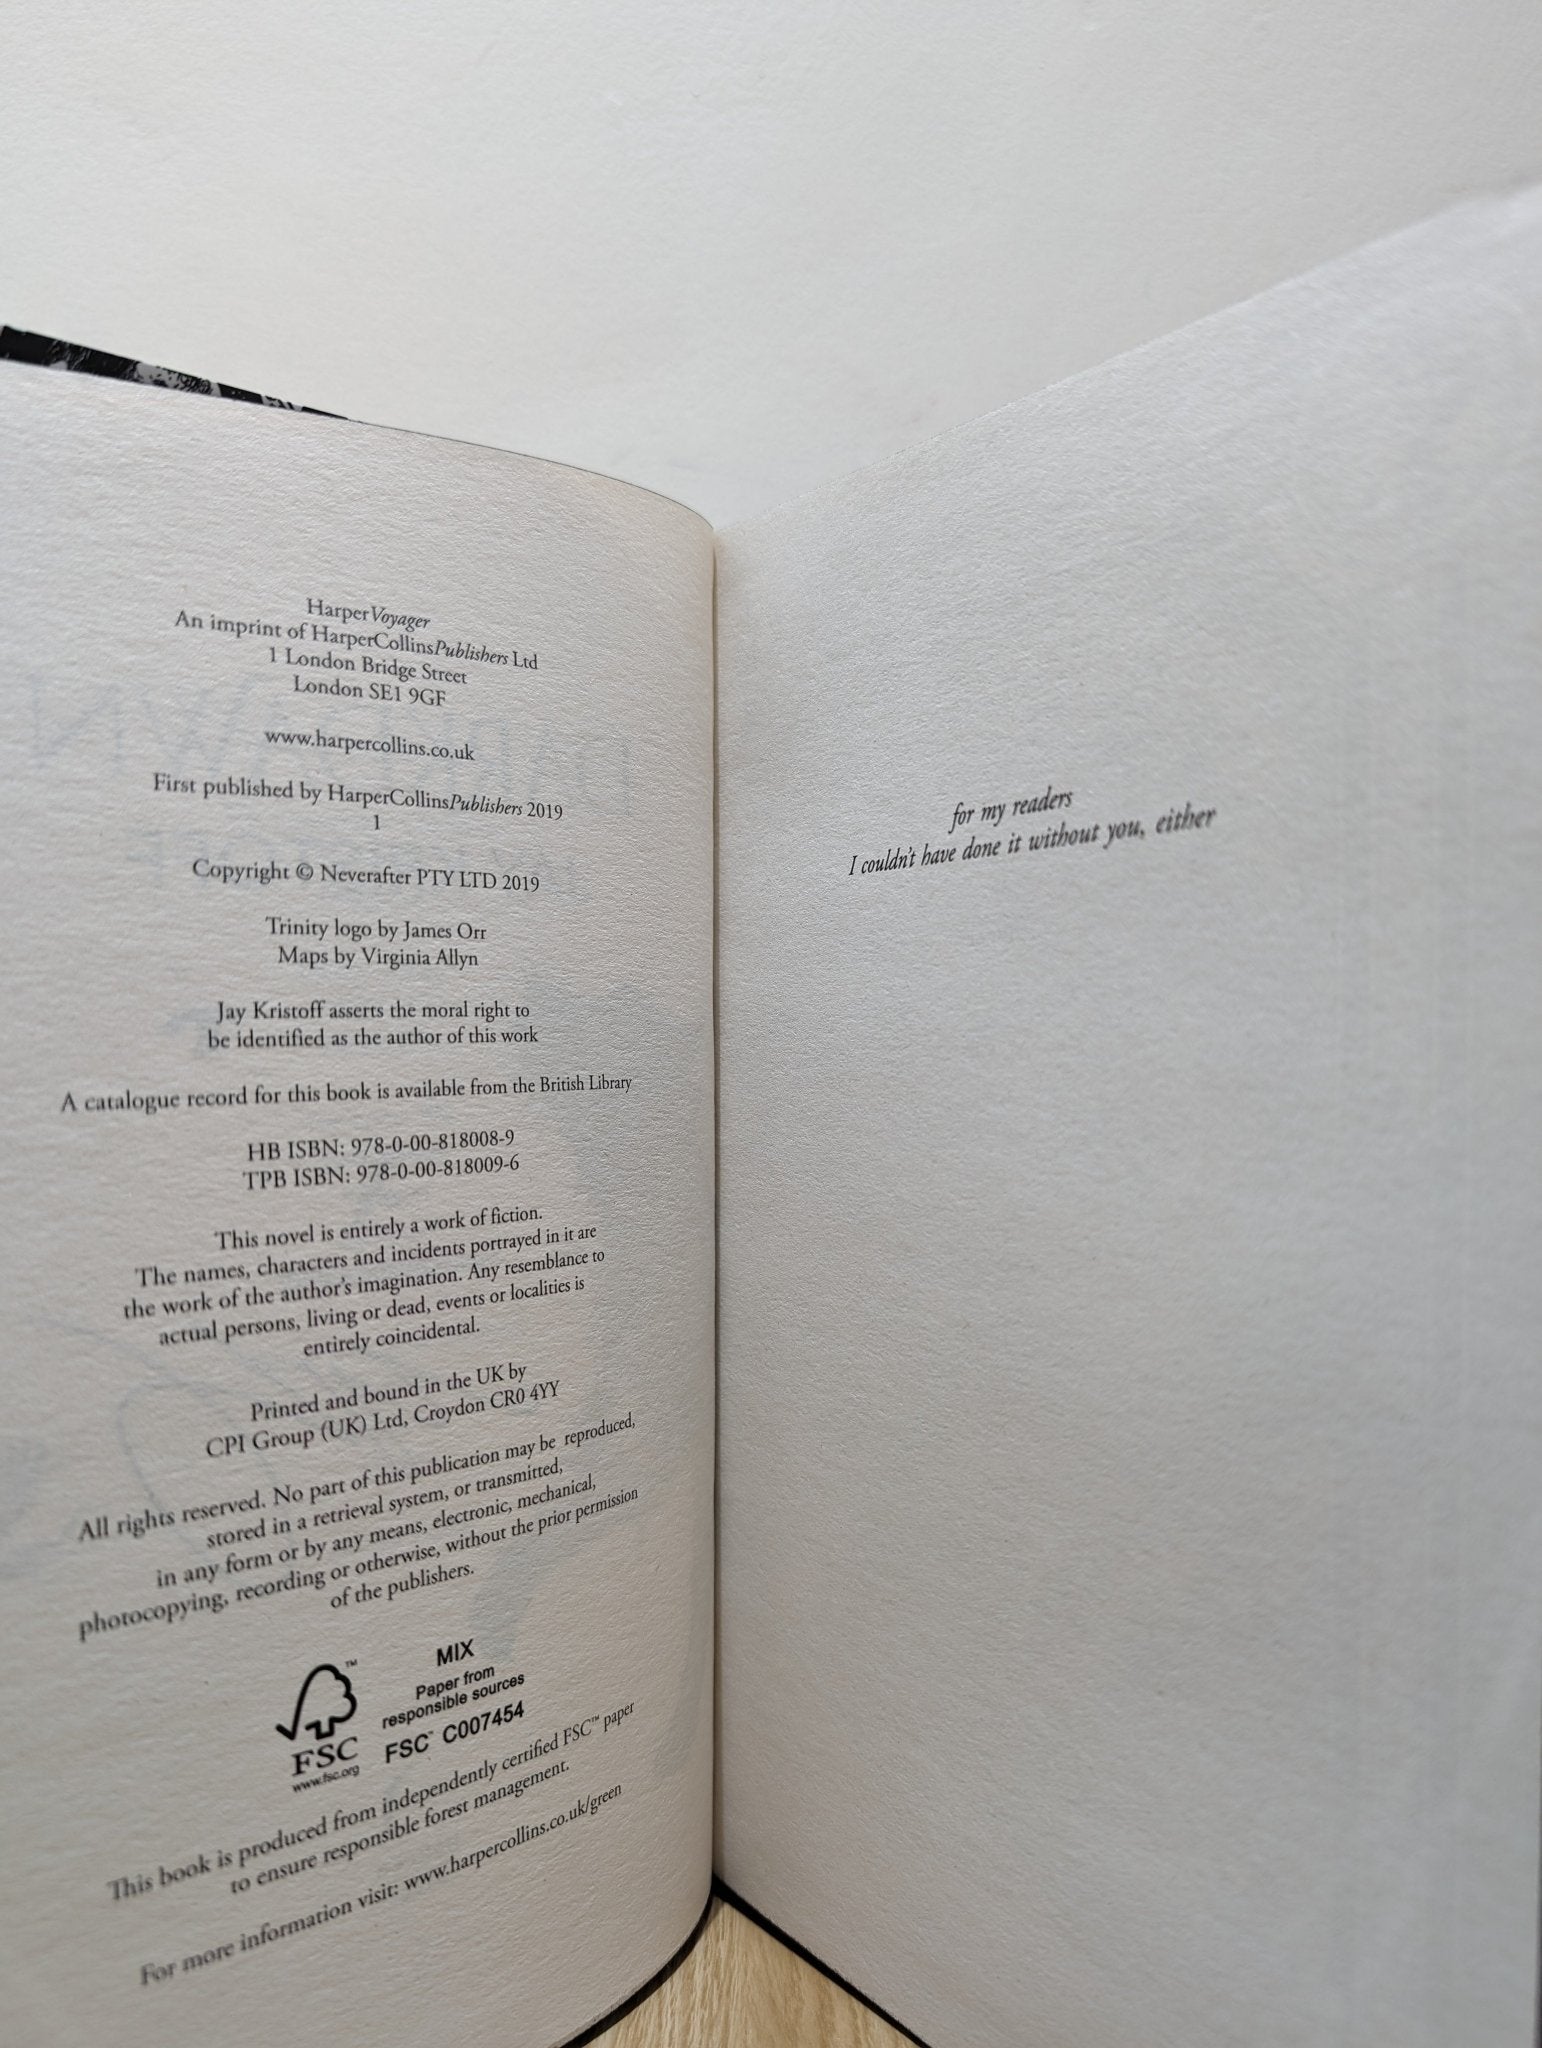 HarperVoyager
An imprint of HarperCollinsPublishers Ltd
1 London Bridge Street
London SE1 9GF
www.harpercollins.co.uk
First published by HarperCollinsPublishers 2019
1
Copyright © Neverafter PTY LTD 2019
Trinity logo by James Orr
Maps by Virginia Allyn
Jay Kristoff asserts the moral right to
be identified as the author of this work
A catalogue record for this book is available from the British Library
HB ISBN: 978-0-00-818008-9
TPB ISBN: 978-0-00-818009-6
This novel is entirely a work of fiction.
The names, characters and incidents portrayed in it are
the work of the author's imagination. Any resemblance to
actual persons, living or dead, events or localities is
entirely coincidental.
Printed and bound in the UK by
CPI Group (UK) Ltd, Croydon CR0 4YY
All rights reserved. No part of this publication may be reproduced,
stored in a retrieval system, or transmitted,
in any form or by any means, electronic, mechanical,
photocopying, recording or otherwise, without the prior permission
of the publishers.
™
FSC
www.fsc.org
MIX
Paper from
responsible sources
FSC™ C007454
This book is produced from independently certified FSC™ paper
to ensure responsible forest management.
For more information visit: www.harpercollins.co.uk/green
for my readers
I couldn't have done it without you, either